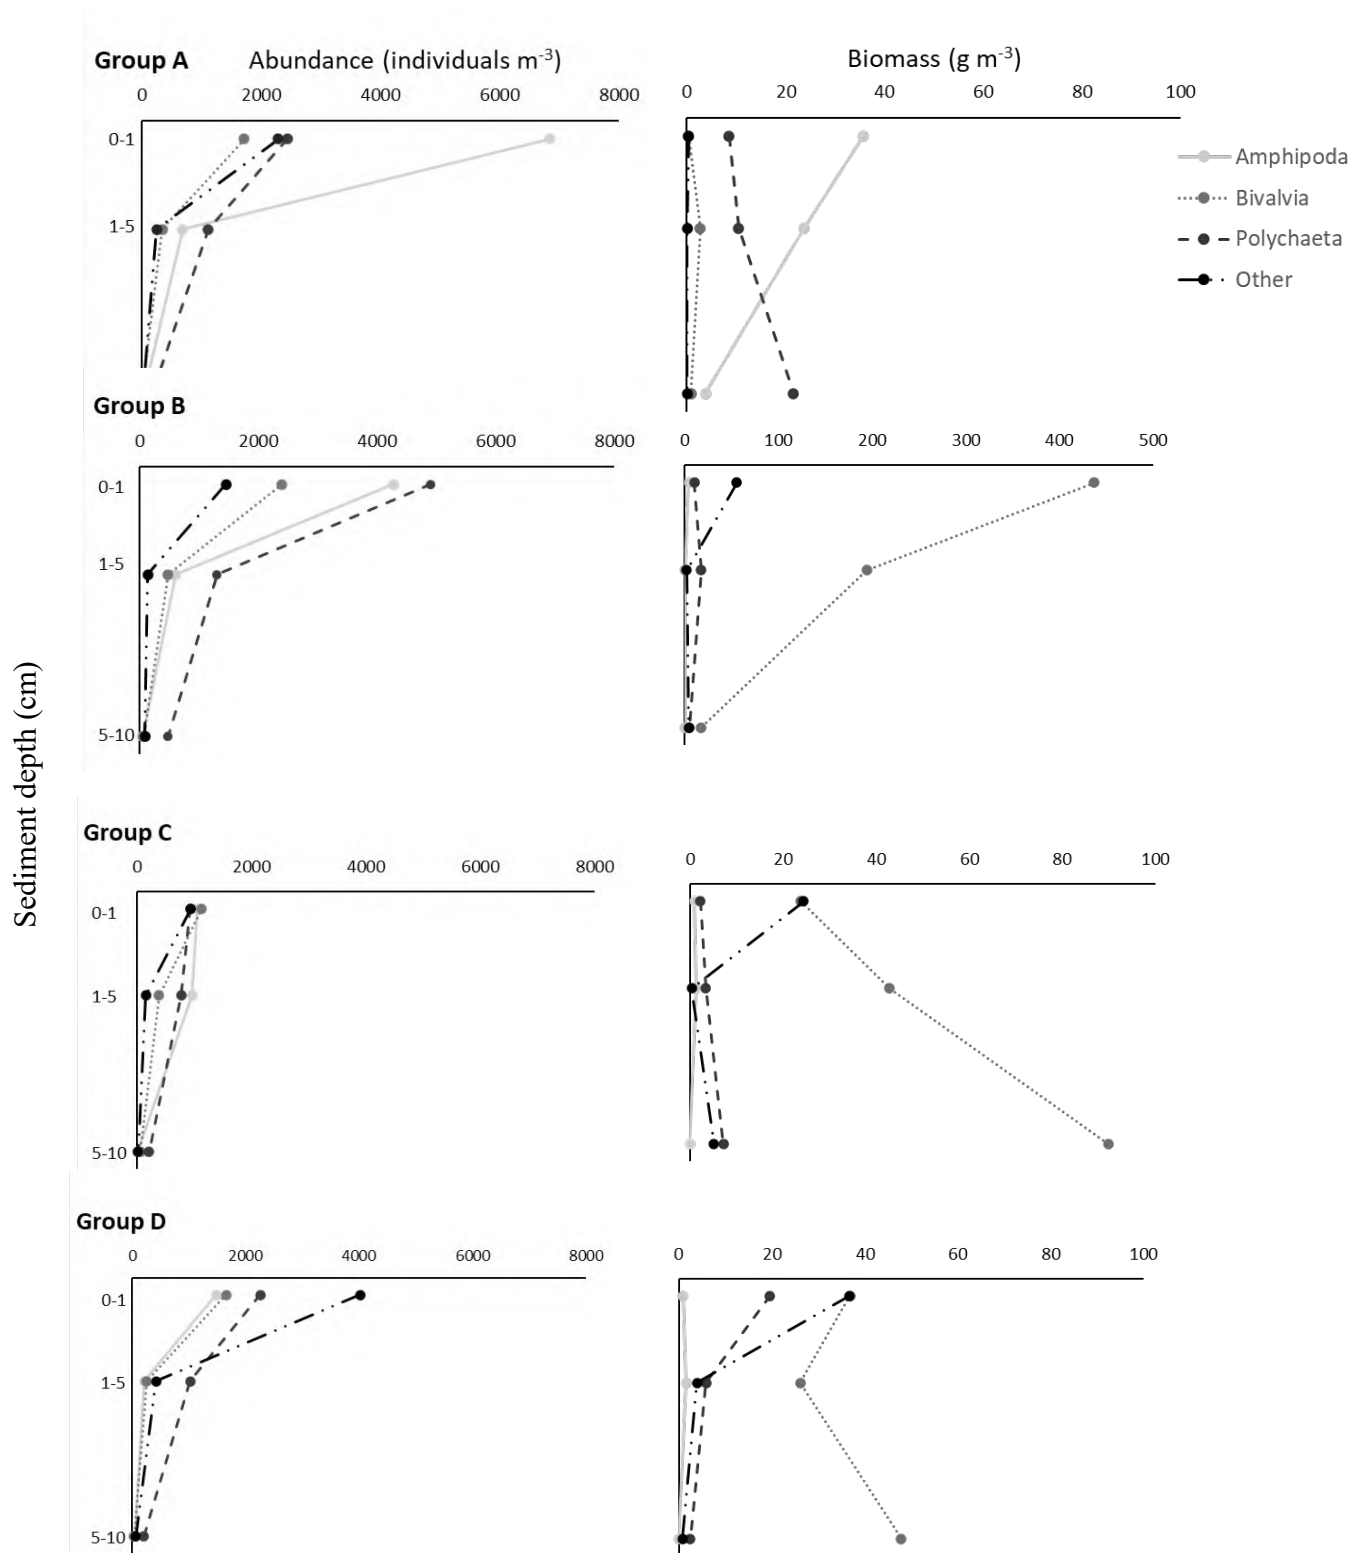 Group A
Abundance (individuals m-3)
Biomass (g m-3)
0 2000 4000 6000 8000
0 20 40 60 80 100
0-1
1-5
Amphipoda
Bivalvia
Polychaeta
Other
Group B
0 2000 4000 6000 8000
0 100 200 300 400 500
0-1
1-5
5-10
Sediment depth (cm)
Group C
0 2000 4000 6000 8000
0 20 40 60 80 100
0-1
1-5
5-10
Group D
0 2000 4000 6000 8000
0 20 40 60 80 100
0-1
1-5
5-10